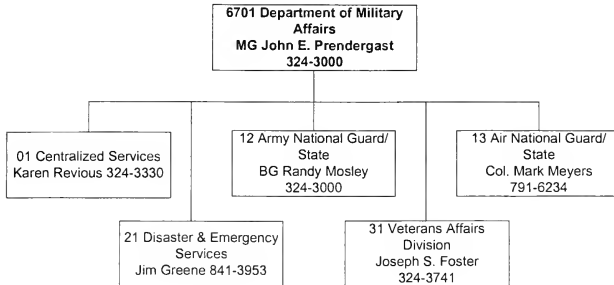 6701 Department of Military
Affairs
MG John E. Prendergast
324-3000
01 Centralized Services
Karen Revious 324-3330
12 Army National Guard/
State
BG Randy Mosley
324-3000
13 Air National Guard/
State
Col. Mark Meyers
791-6234
21 Disaster & Emergency
Services
Jim Greene 841-3953
31 Veterans Affairs
Division
Joseph S. Foster
324-3741